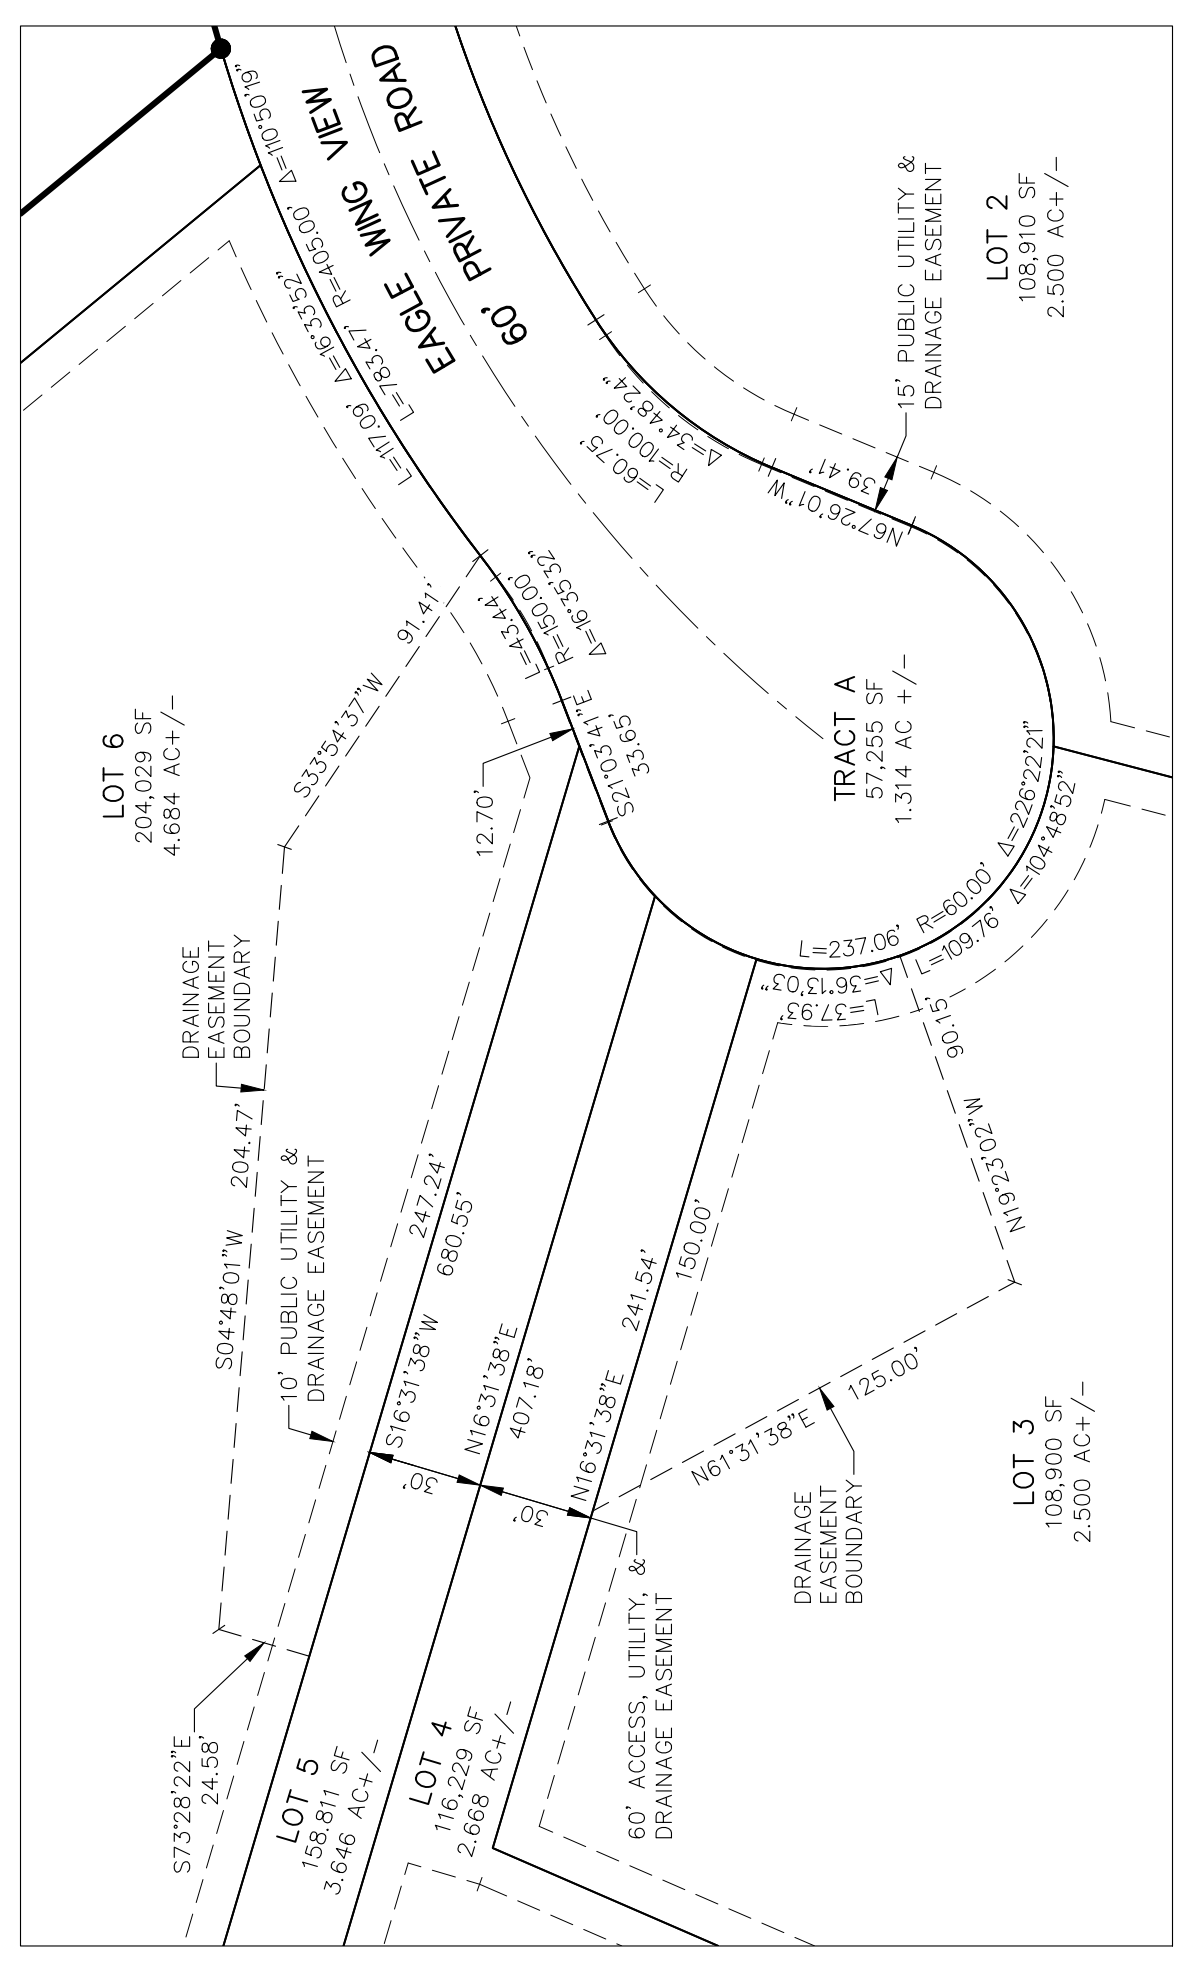 Δ=110°50'19"
R=405.00'
L=783.47'
Δ=16°33'52"
L=117.09'
EAGLE WING VIEW
60' PRIVATE ROAD
15' PUBLIC UTILITY &
DRAINAGE EASEMENT
LOT 2
108,910 SF
2.500 AC+/-
L=60.75'
R=100.00'
Δ=34°48'24"
N67°26'01"W
39.41'
L=43.44'
R=150.00'
Δ=16°35'32"
91.41'
S33°54'37"W
LOT 6
204,029 SF
4.684 AC+/-
12.70'
S21°03'41"E
33.65'
TRACT A
57,255 SF
1.314 AC +/-
L=237.06'
R=60.00'
Δ=226°22'21"
L=109.76'
Δ=104°48'52"
Δ=36°13'03"
L=37.93'
DRAINAGE
EASEMENT
BOUNDARY
S04°48'01"W 204.47'
10' PUBLIC UTILITY &
DRAINAGE EASEMENT
247.24'
680.55'
S16°31'38"W
N16°31'38"E
407.18'
241.54'
150.00'
N16°31'38"E
90.15'
N19°23'02"W
N61°31'38"E
125.00'
30'
30'
DRAINAGE
EASEMENT
BOUNDARY
LOT 3
108,900 SF
2.500 AC+/-
60' ACCESS, UTILITY, &
DRAINAGE EASEMENT
S73°28'22"E
24.58'
LOT 5
158.811 SF
3.646 AC+/-
LOT 4
116,229 SF
2.668 AC+/-